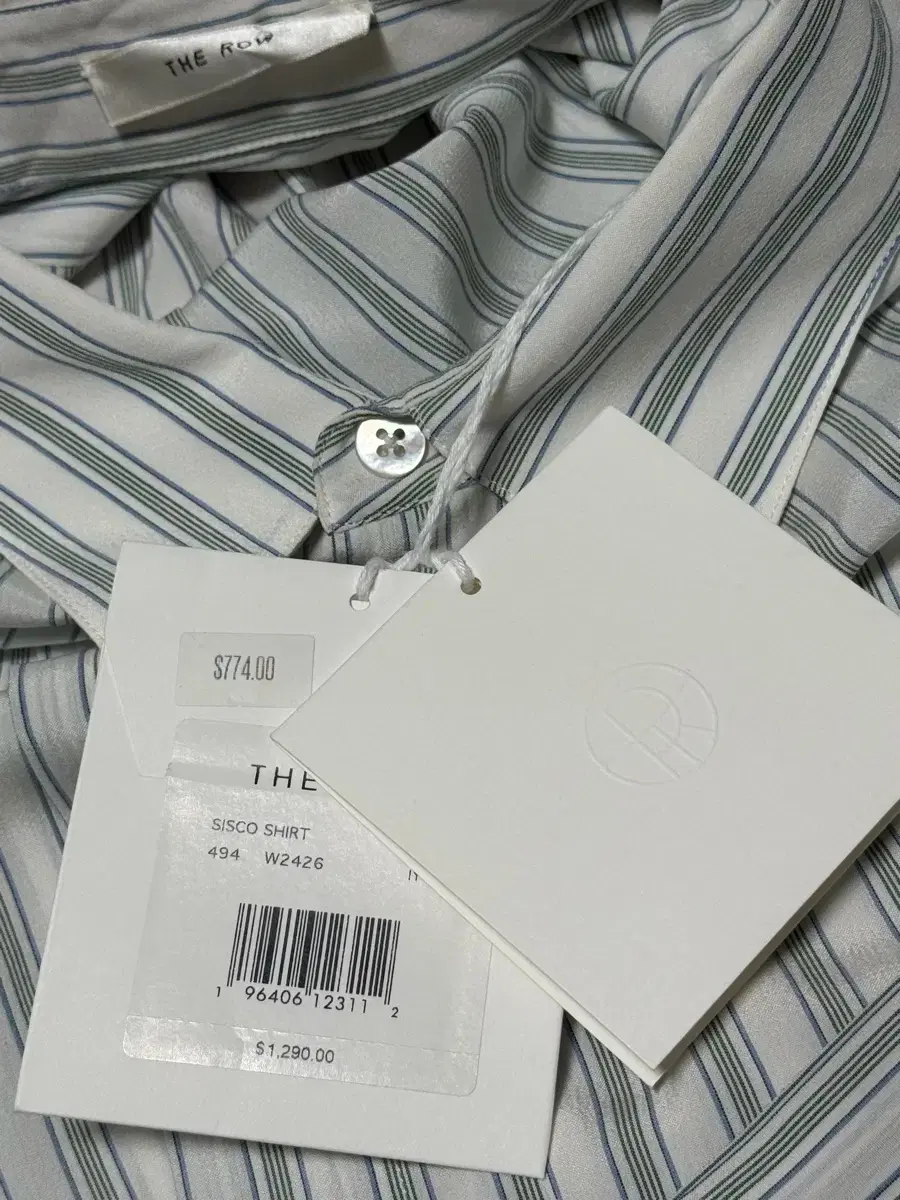 THE ROW
$774.00
THE
SISCO SHIRT
494 W2426
1 96406 12311 2
$1,290.00